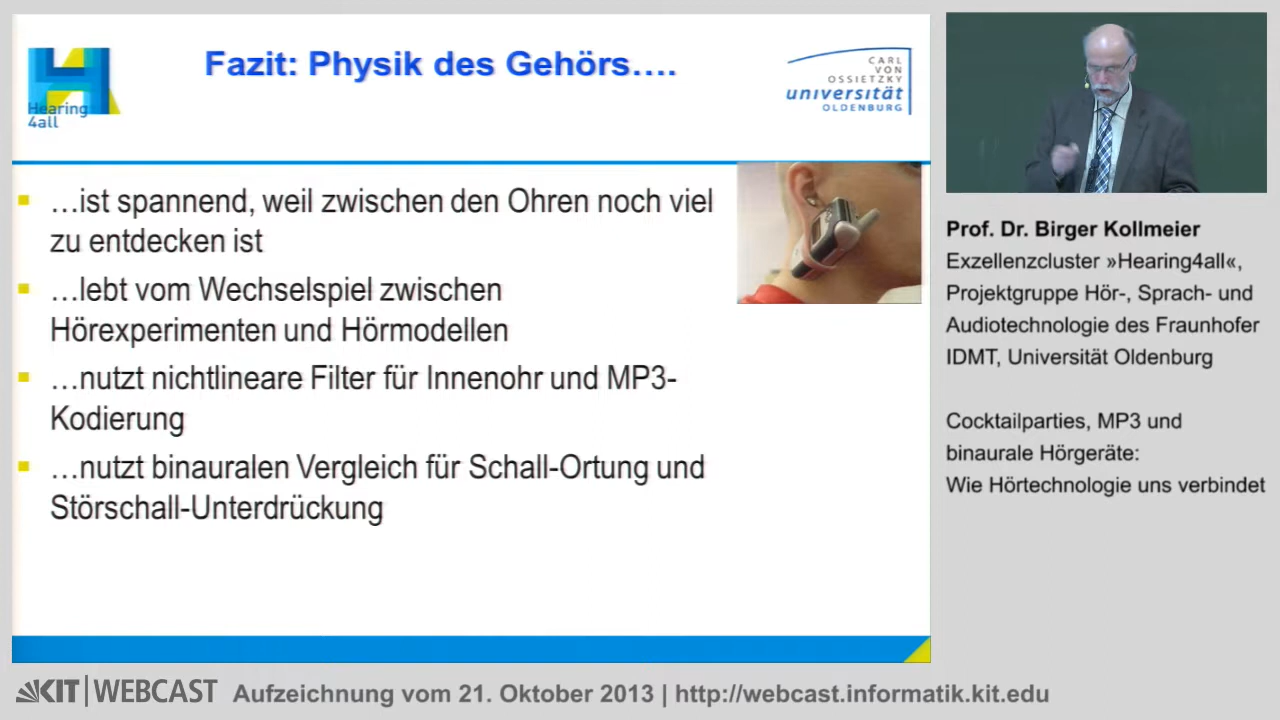 Hearing
4all
Fazit: Physik des Gehörs….
CARL
VON
OSSIETZKY
universität
OLDENBURG
…ist spannend, weil zwischen den Ohren noch viel
zu entdecken ist
…lebt vom Wechselspiel zwischen
Hörexperimenten und Hörmodellen
…nutzt nichtlineare Filter für Innenohr und MP3-
Kodierung
…nutzt binauralen Vergleich für Schall-Ortung und
Störschall-Unterdrückung
Prof. Dr. Birger Kollmeier
Exzellenzcluster »Hearing4all«,
Projektgruppe Hör-, Sprach- und
Audiotechnologie des Fraunhofer
IDMT, Universität Oldenburg
Cocktailparties, MP3 und
binaurale Hörgeräte:
Wie Hörtechnologie uns verbindet
KIT | WEBCAST Aufzeichnung vom 21. Oktober 2013 | http://webcast.informatik.kit.edu